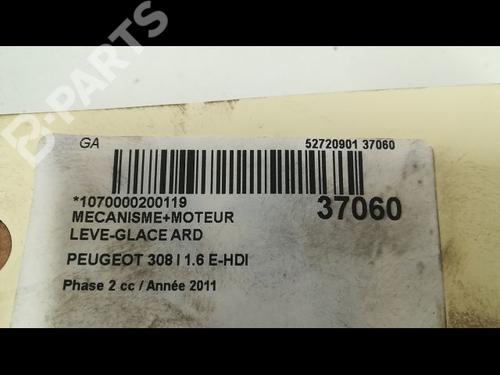 B-PARTS
GA
52720901 37060
*1070000200119
37060
MECANISME+MOTEUR
LEVE-GLACE ARD
PEUGEOT 308 I 1.6 E-HDI
Phase 2 cc / Année 2011